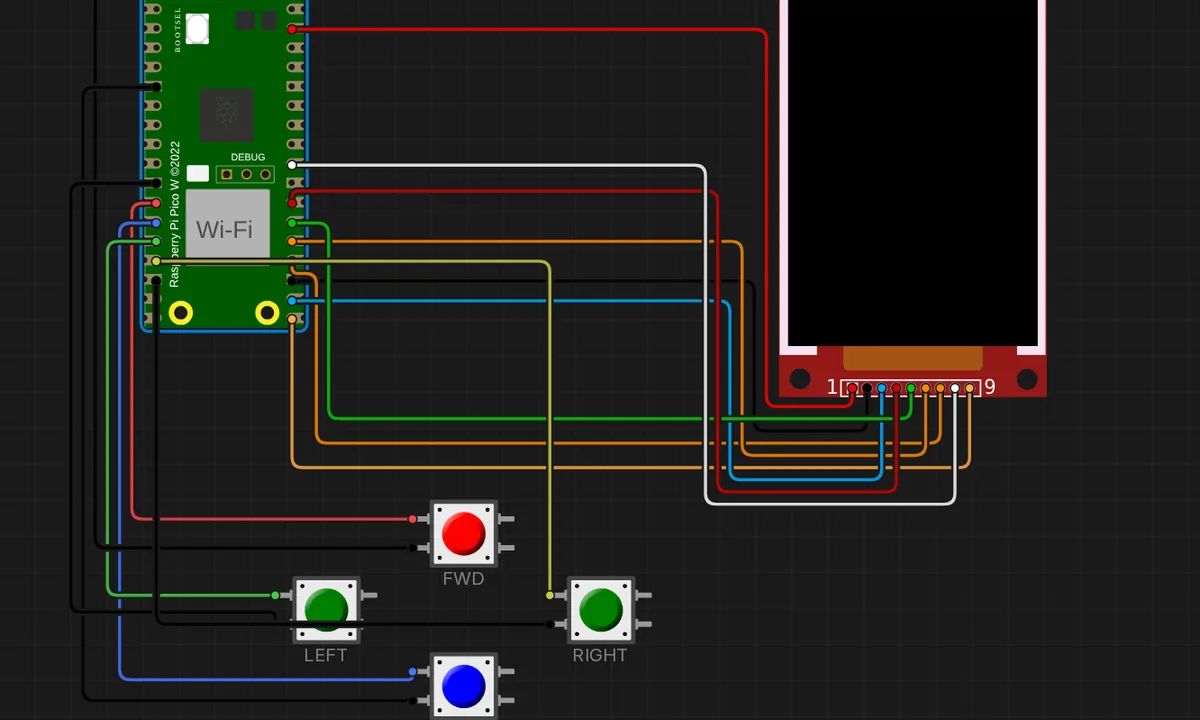 BOOTSEL
DEBUG
Raspberry Pi Pico W ©2022
Wi-Fi
1 9
FWD
LEFT
RIGHT